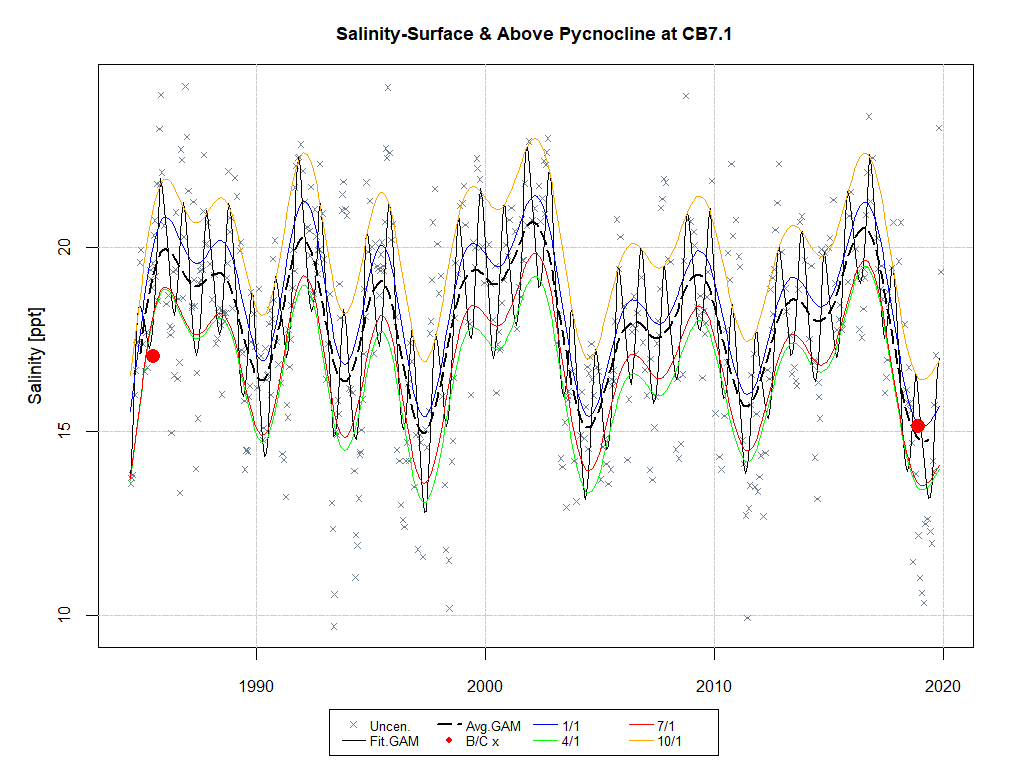 Salinity-Surface & Above Pycnocline at CB7.1
Salinity [ppt]
20
15
10
1990 2000 2010 2020
Uncen. Avg.GAM 1/1 7/1
Fit.GAM B/C x 4/1 10/1